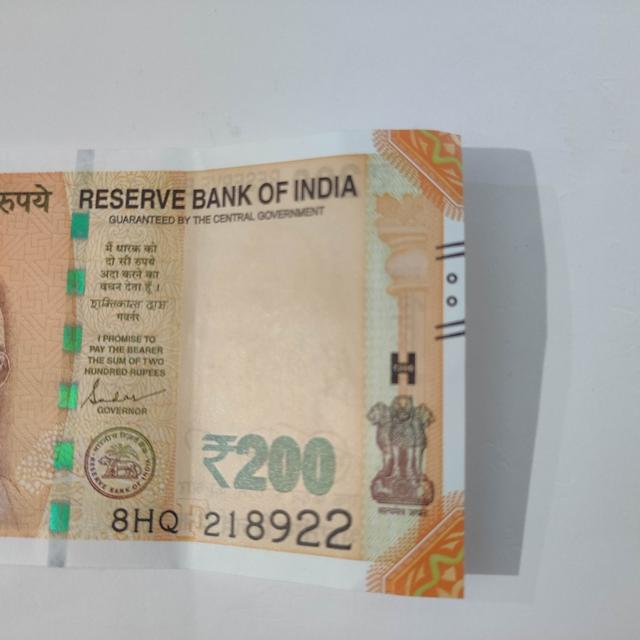 रुपये
RESERVE BANK OF INDIA
GUARANTEED BY THE CENTRAL GOVERNMENT
मैं धारक को
दो सौ रुपये
अदा करने का
वचन देता हूँ ।
शक्तिकान्त दास
गवर्नर
I PROMISE TO
PAY THE BEARER
THE SUM OF TWO
HUNDRED RUPEES
GOVERNOR
RESERVE BANK OF INDIA
₹200
8HQ 218922
सत्यमेव जयते